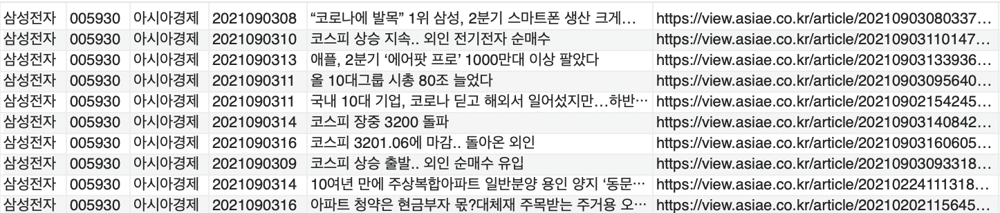 삼성전자 005930 아시아경제 2021090308 “코로나에 발목” 1위 삼성, 2분기 스마트폰 생산 크게… https://view.asiae.co.kr/article/20210903080337…
삼성전자 005930 아시아경제 2021090310 코스피 상승 지속.. 외인 전기전자 순매수 https://view.asiae.co.kr/article/20210903110147…
삼성전자 005930 아시아경제 2021090313 애플, 2분기 ‘에어팟 프로’ 1000만대 이상 팔았다 https://view.asiae.co.kr/article/20210903133936…
삼성전자 005930 아시아경제 2021090311 올 10대그룹 시총 80조 늘었다 https://view.asiae.co.kr/article/20210903095640…
삼성전자 005930 아시아경제 2021090311 국내 10대 기업, 코로나 딛고 해외서 일어섰지만…하반… https://view.asiae.co.kr/article/20210902154245…
삼성전자 005930 아시아경제 2021090314 코스피 장중 3200 돌파 https://view.asiae.co.kr/article/20210903140842…
삼성전자 005930 아시아경제 2021090316 코스피 3201.06에 마감.. 돌아온 외인 https://view.asiae.co.kr/article/20210903160605…
삼성전자 005930 아시아경제 2021090309 코스피 상승 출발.. 외인 순매수 유입 https://view.asiae.co.kr/article/20210903093318…
삼성전자 005930 아시아경제 2021090314 10여년 만에 주상복합아파트 일반분양 용인 양지 ‘동문… https://view.asiae.co.kr/article/20210224111318…
삼성전자 005930 아시아경제 2021090316 아파트 청약은 현금부자 몫?대체재 주목받는 주거용 오… https://view.asiae.co.kr/article/20210202115645…